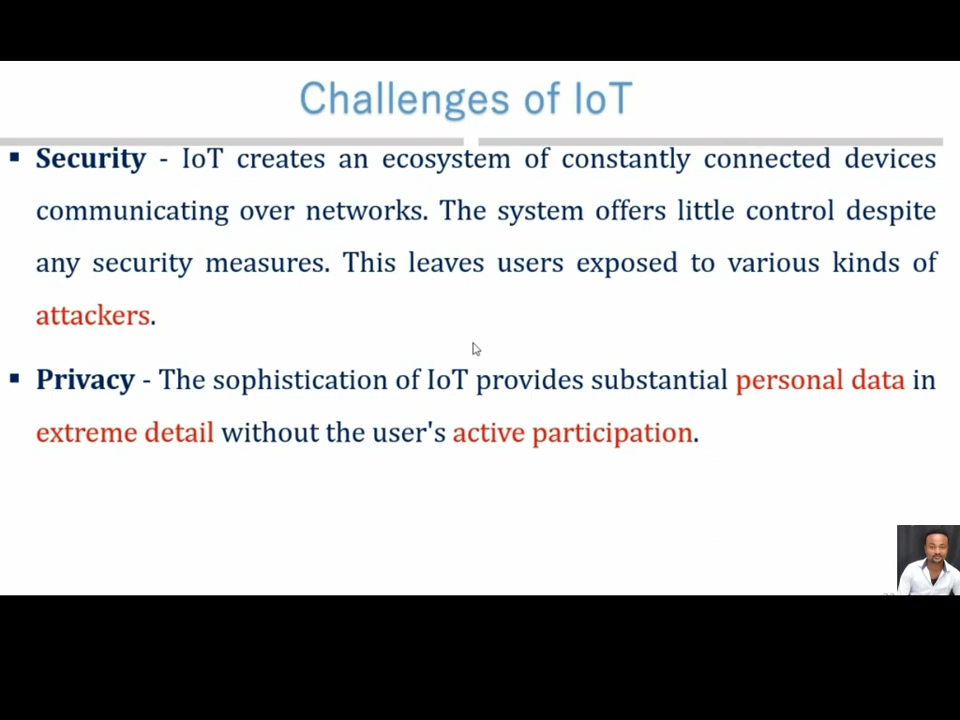 Challenges of IoT
▪ Security - IoT creates an ecosystem of constantly connected devices
communicating over networks. The system offers little control despite
any security measures. This leaves users exposed to various kinds of
attackers.
▪ Privacy - The sophistication of IoT provides substantial personal data in
extreme detail without the user's active participation.